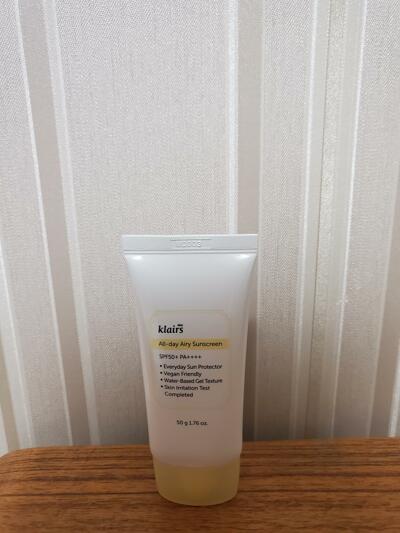 klairs
All-day Airy Sunscreen
SPF50+ PA++++
• Everyday Sun Protector
• Vegan Friendly
• Water-Based Gel Texture
• Skin Irritation Test
Completed
50 g 1.76 oz.